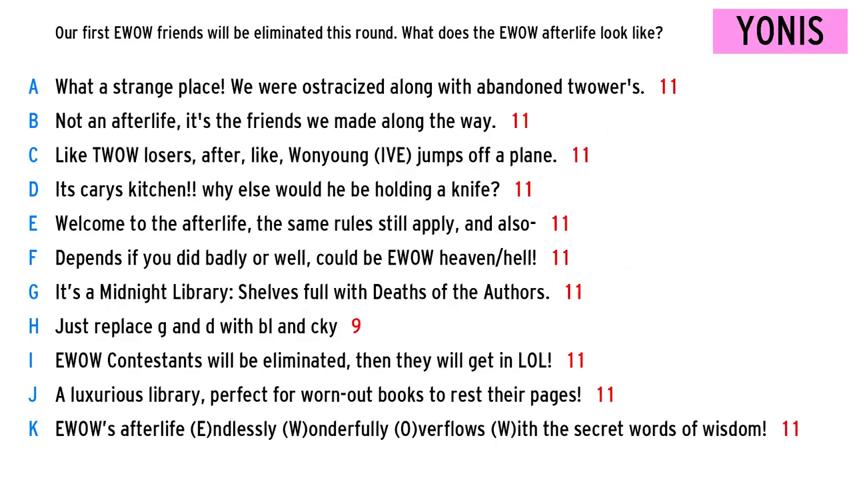 Our first EWOW friends will be eliminated this round. What does the EWOW afterlife look like?
YONIS
A What a strange place! We were ostracized along with abandoned twower's. 11
B Not an afterlife, it's the friends we made along the way. 11
C Like TWOW losers, after, like, Wonyoung (IVE) jumps off a plane. 11
D Its carys kitchen!! why else would he be holding a knife? 11
E Welcome to the afterlife, the same rules still apply, and also- 11
F Depends if you did badly or well, could be EWOW heaven/hell! 11
G It’s a Midnight Library: Shelves full with Deaths of the Authors. 11
H Just replace g and d with bl and cky 9
I EWOW Contestants will be eliminated, then they will get in LOL! 11
J A luxurious library, perfect for worn-out books to rest their pages! 11
K EWOW’s afterlife (E)ndlessly (W)onderfully (O)verflows (W)ith the secret words of wisdom! 11